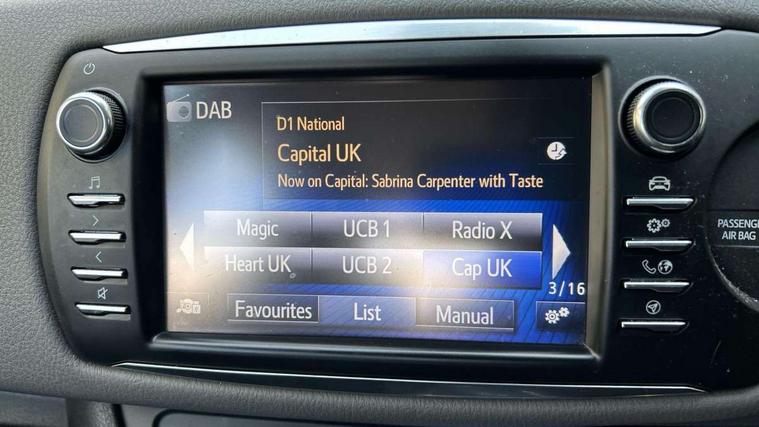 DAB
D1 National
Capital UK
Now on Capital: Sabrina Carpenter with Taste
Magic UCB 1 Radio X
Heart UK UCB 2 Cap UK
3/16
Favourites List Manual
PASSENGE
AIR BAG